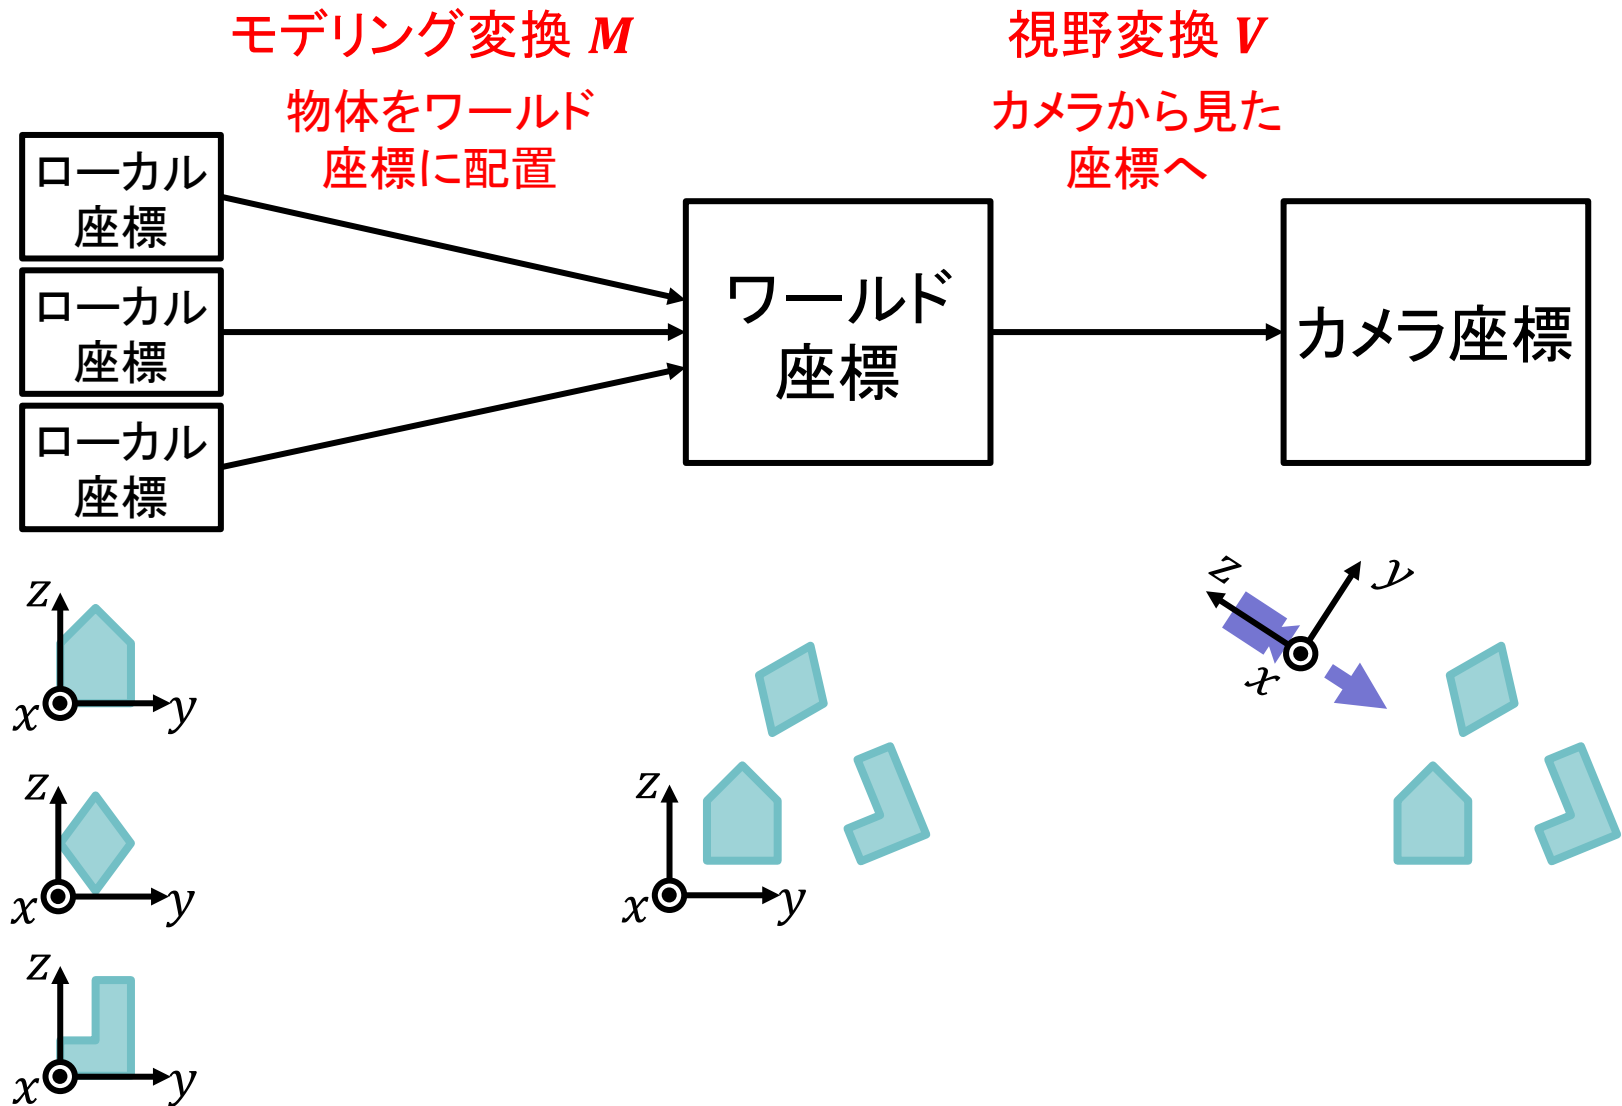 モデリング変換 M
物体をワールド
座標に配置
視野変換 V
カメラから見た
座標へ
ローカル
座標
ローカル
座標
ローカル
座標
ワールド
座標
カメラ座標
z
x
y
z
x
y
z
x
y
z
x
y
z
y
x